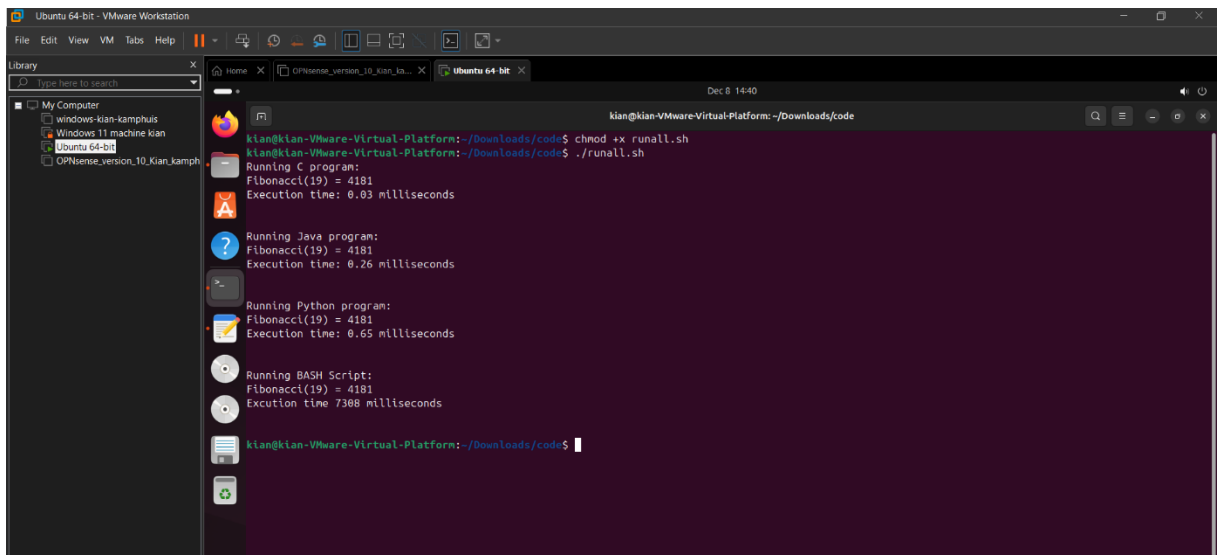 Ubuntu 64-bit - VMware Workstation
File Edit View VM Tabs Help
Library
Type here to search
My Computer
windows-kian-kamphuis
Windows 11 machine kian
Ubuntu 64-bit
OPNsense_version_10_Kian_kamph
Home
OPNsense_version_10_Kian_ka...
Ubuntu 64-bit
Dec 8 14:40
kian@kian-VMware-Virtual-Platform: ~/Downloads/code
kian@kian-VMware-Virtual-Platform:~/Downloads/code$ chmod +x runall.sh
kian@kian-VMware-Virtual-Platform:~/Downloads/code$ ./runall.sh
Running C program:
Fibonacci(19) = 4181
Execution time: 0.03 milliseconds
Running Java program:
Fibonacci(19) = 4181
Execution time: 0.26 milliseconds
Running Python program:
Fibonacci(19) = 4181
Execution time: 0.65 milliseconds
Running BASH Script:
Fibonacci(19) = 4181
Excution time 7308 milliseconds
kian@kian-VMware-Virtual-Platform:~/Downloads/code$